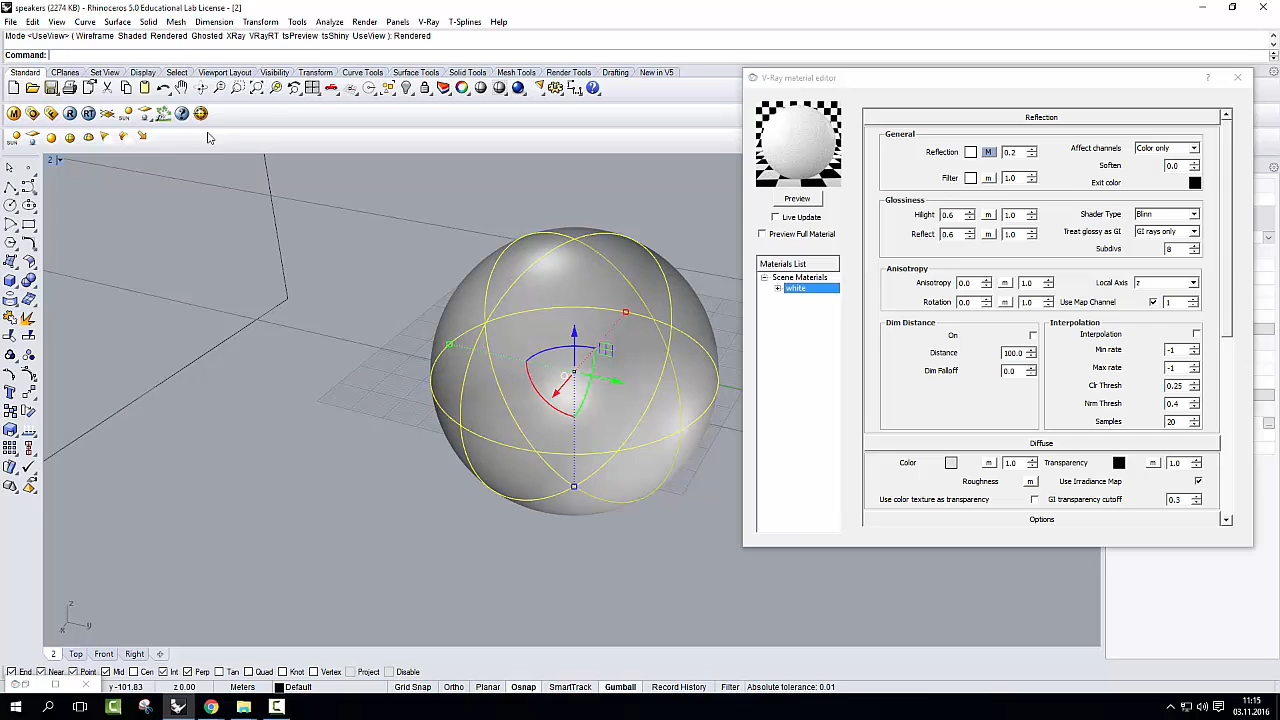 speakers (2274 KB) - Rhinoceros 5.0 Educational Lab License - [2]
File Edit View Curve Surface Solid Mesh Dimension Transform Tools Analyze Render Panels V-Ray T-Splines Help
Mode <UseView> ( Wireframe Shaded Rendered Ghosted XRay VRayRT tsPreview tsShiny UseView ): Rendered
Command:
Standard CPlanes Set View Display Select Viewport Layout Visibility Transform Curve Tools Surface Tools Solid Tools Mesh Tools Render Tools Drafting New in V5
V-Ray material editor
Preview
Live Update
Preview Full Material
Materials List
Scene Materials
white
Reflection
General
Reflection M 0.2 Affect channels Color only
Soften 0.0
Filter m 1.0 Exit color
Glossiness
Hilight 0.6 m 1.0 Shader Type Blinn
Reflect 0.6 m 1.0 Treat glossy as GI GI rays only
Subdivs 8
Anisotropy
Anisotropy 0.0 m 1.0 Local Axis z
Rotation 0.0 m 1.0 Use Map Channel 1
Dim Distance Interpolation
On Interpolation
Distance 100.0 Min rate -1
Dim Falloff 0.0 Max rate -1
Clr Thresh 0.25
Nrm Thresh 0.4
Samples 20
Diffuse
Color m 1.0 Transparency m 1.0
Roughness m Use Irradiance Map
Use color texture as transparency GI transparency cutoff 0.3
Options
2
z
x y
2 Top Front Right
End Near Point Mid Cen Int Perp Tan Quad Knot Vertex Project Disable
y -101.83 z 0.00 Meters Default Grid Snap Ortho Planar Osnap SmartTrack Gumball Record History Filter Absolute tolerance: 0.01
11:15
03.11.2016